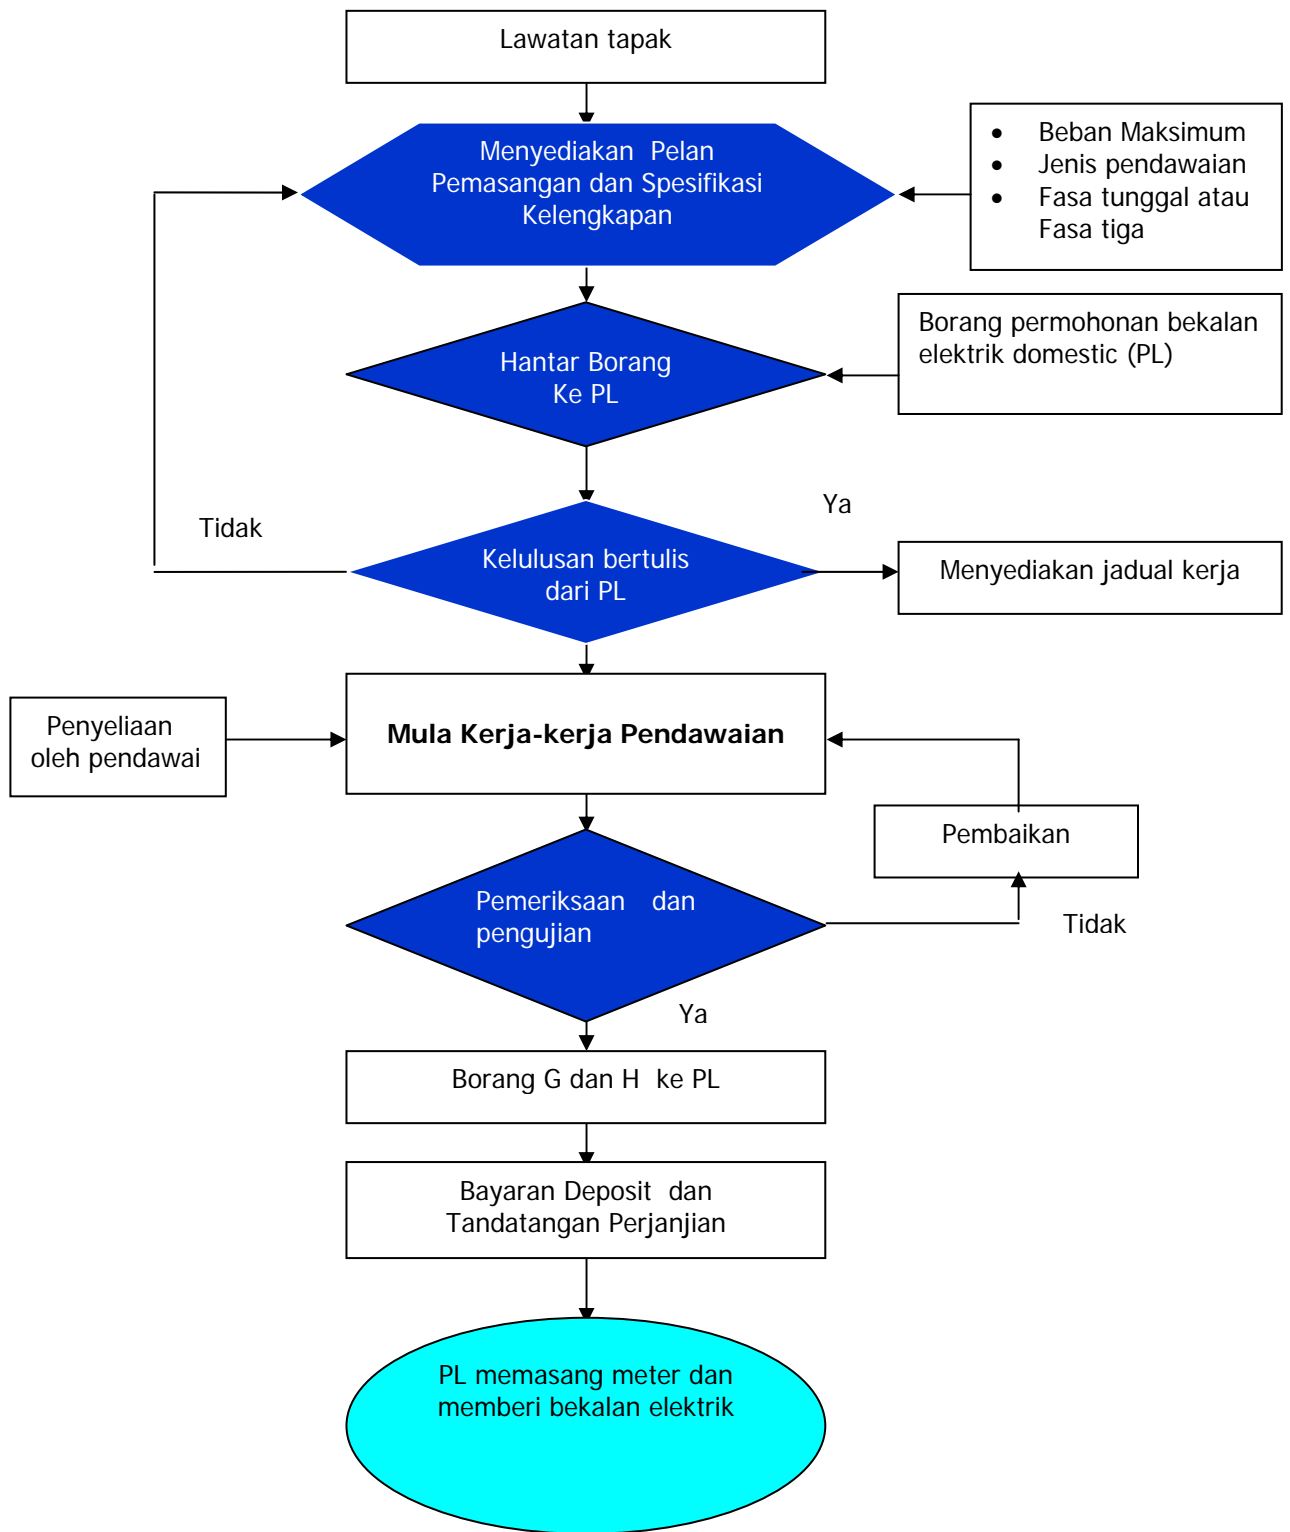 Lawatan tapak
Menyediakan Pelan
Pemasangan dan Spesifikasi
Kelengkapan
• Beban Maksimum
• Jenis pendawaian
• Fasa tunggal atau
Fasa tiga
Hantar Borang
Ke PL
Borang permohonan bekalan
elektrik domestic (PL)
Tidak
Ya
Kelulusan bertulis
dari PL
Menyediakan jadual kerja
Penyeliaan
oleh pendawai
Mula Kerja-kerja Pendawaian
Pembaikan
Pemeriksaan dan
pengujian
Tidak
Ya
Borang G dan H ke PL
Bayaran Deposit dan
Tandatangan Perjanjian
PL memasang meter dan
memberi bekalan elektrik